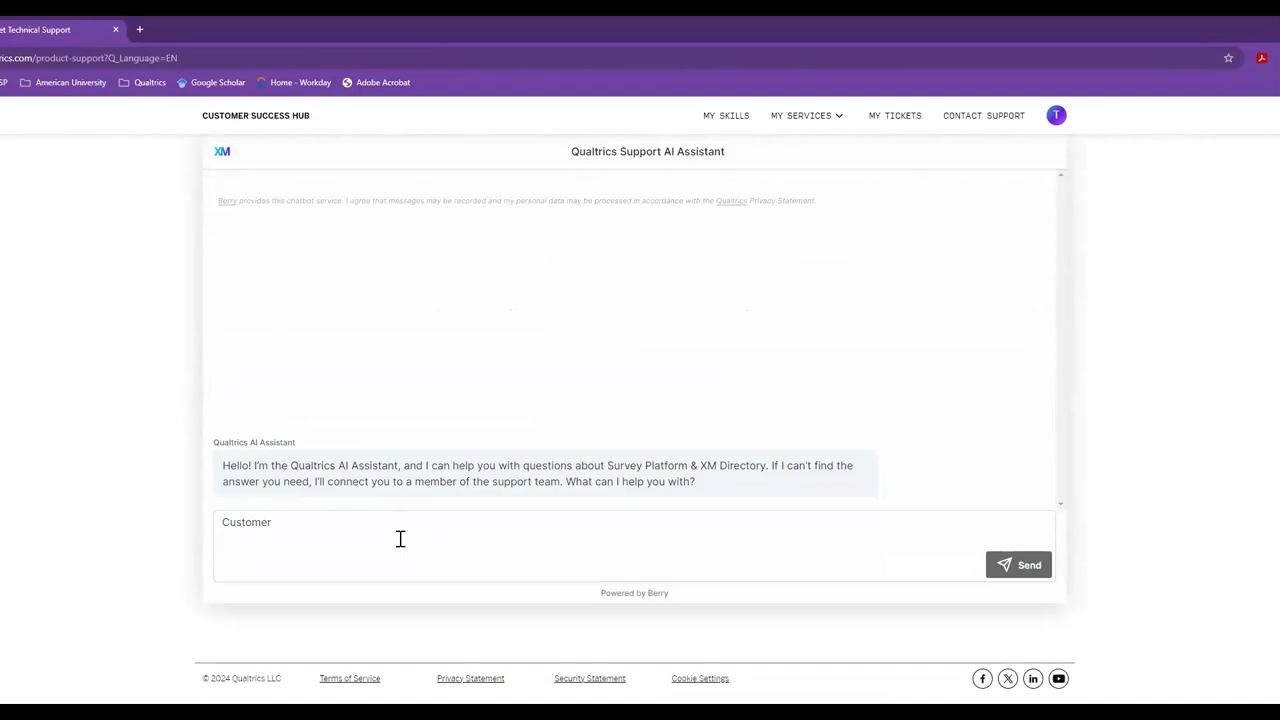 et Technical Support
rics.com/product-support?Q_Language=EN
SP American University Qualtrics Google Scholar Home - Workday Adobe Acrobat
CUSTOMER SUCCESS HUB MY SKILLS MY SERVICES MY TICKETS CONTACT SUPPORT T
XM Qualtrics Support AI Assistant
Berry provides this chatbot service. I agree that messages may be recorded and my personal data may be processed in accordance with the Qualtrics Privacy Statement.
Qualtrics AI Assistant
Hello! I'm the Qualtrics AI Assistant, and I can help you with questions about Survey Platform & XM Directory. If I can't find the
answer you need, I'll connect you to a member of the support team. What can I help you with?
Customer
Send
Powered by Berry
© 2024 Qualtrics LLC Terms of Service Privacy Statement Security Statement Cookie Settings